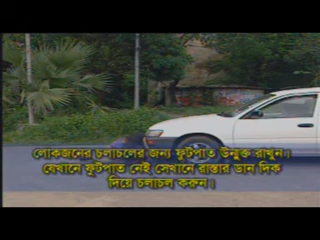 লোকজনের চলাচলের জন্য ফুটপাত উন্মুক্ত রাখুন।
যেখানে ফুটপাত নেই সেখানে রাস্তার ডান দিক
দিয়ে চলাচল করুন।